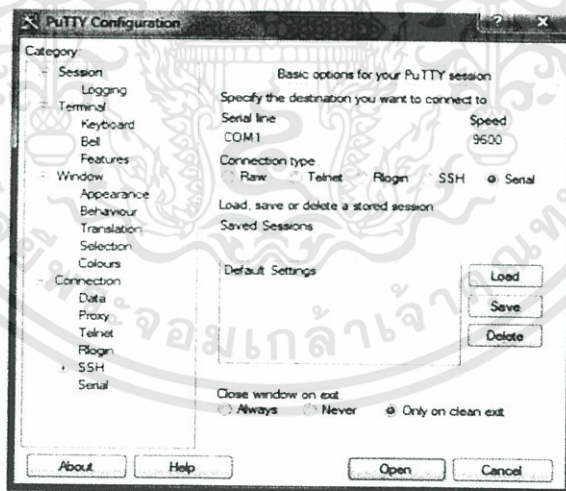 PuTTY Configuration
Category:
Session
Logging
Terminal
Keyboard
Bell
Features
Window
Appearance
Behaviour
Translation
Selection
Colours
Connection
Data
Proxy
Telnet
Rlogin
SSH
Serial
Basic options for your PuTTY session
Specify the destination you want to connect to
Serial line Speed
COM1 9600
Connection type
Raw Telnet Rlogin SSH Serial
Load, save or delete a stored session
Saved Sessions
Default Settings
Load
Save
Delete
Close window on exit
Always Never Only on clean exit
About Help Open Cancel